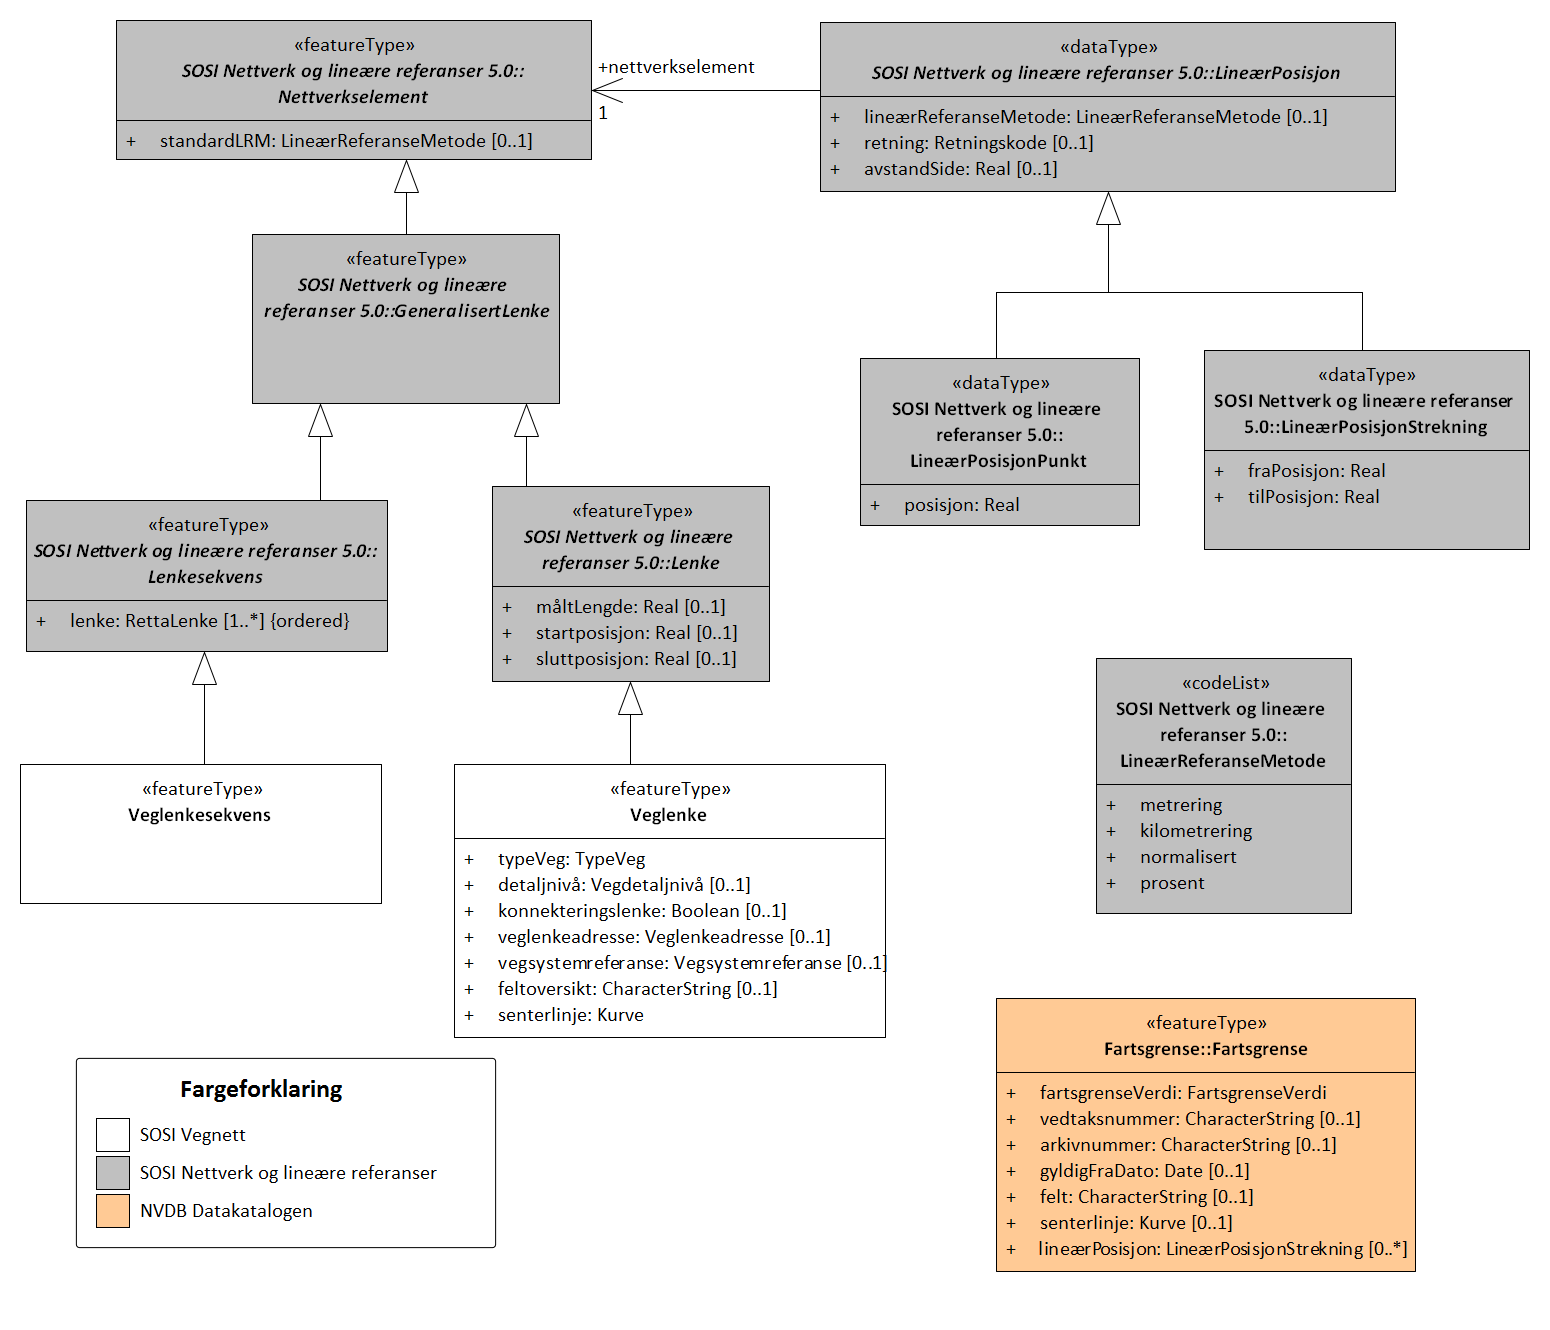 «featureType»
SOSI Nettverk og lineære referanser 5.0::
Nettverkselement
+ standardLRM: LineærReferanseMetode [0..1]
+nettverkselement
1
«dataType»
SOSI Nettverk og lineære referanser 5.0::LineærPosisjon
+ lineærReferanseMetode: LineærReferanseMetode [0..1]
+ retning: Retningskode [0..1]
+ avstandSide: Real [0..1]
«featureType»
SOSI Nettverk og lineære
referanser 5.0::GeneralisertLenke
«dataType»
SOSI Nettverk og lineære
referanser 5.0::
LineærPosisjonPunkt
+ posisjon: Real
«dataType»
SOSI Nettverk og lineære referanser
5.0::LineærPosisjonStrekning
+ fraPosisjon: Real
+ tilPosisjon: Real
«featureType»
SOSI Nettverk og lineære referanser 5.0::
Lenkesekvens
+ lenke: RettaLenke [1..*] {ordered}
«featureType»
SOSI Nettverk og lineære
referanser 5.0::Lenke
+ måltLengde: Real [0..1]
+ startposisjon: Real [0..1]
+ sluttposisjon: Real [0..1]
«codeList»
SOSI Nettverk og lineære
referanser 5.0::
LineærReferanseMetode
+ metrering
+ kilometrering
+ normalisert
+ prosent
«featureType»
Veglenkesekvens
«featureType»
Veglenke
+ typeVeg: TypeVeg
+ detaljnivå: Vegdetaljnivå [0..1]
+ konnekteringslenke: Boolean [0..1]
+ veglenkeadresse: Veglenkeadresse [0..1]
+ vegsystemreferanse: Vegsystemreferanse [0..1]
+ feltoversikt: CharacterString [0..1]
+ senterlinje: Kurve
«featureType»
Fartsgrense::Fartsgrense
+ fartsgrenseVerdi: FartsgrenseVerdi
+ vedtaksnummer: CharacterString [0..1]
+ arkivnummer: CharacterString [0..1]
+ gyldigFraDato: Date [0..1]
+ felt: CharacterString [0..1]
+ senterlinje: Kurve [0..1]
+ lineærPosisjon: LineærPosisjonStrekning [0..*]
Fargeforklaring
SOSI Vegnett
SOSI Nettverk og lineære referanser
NVDB Datakatalogen